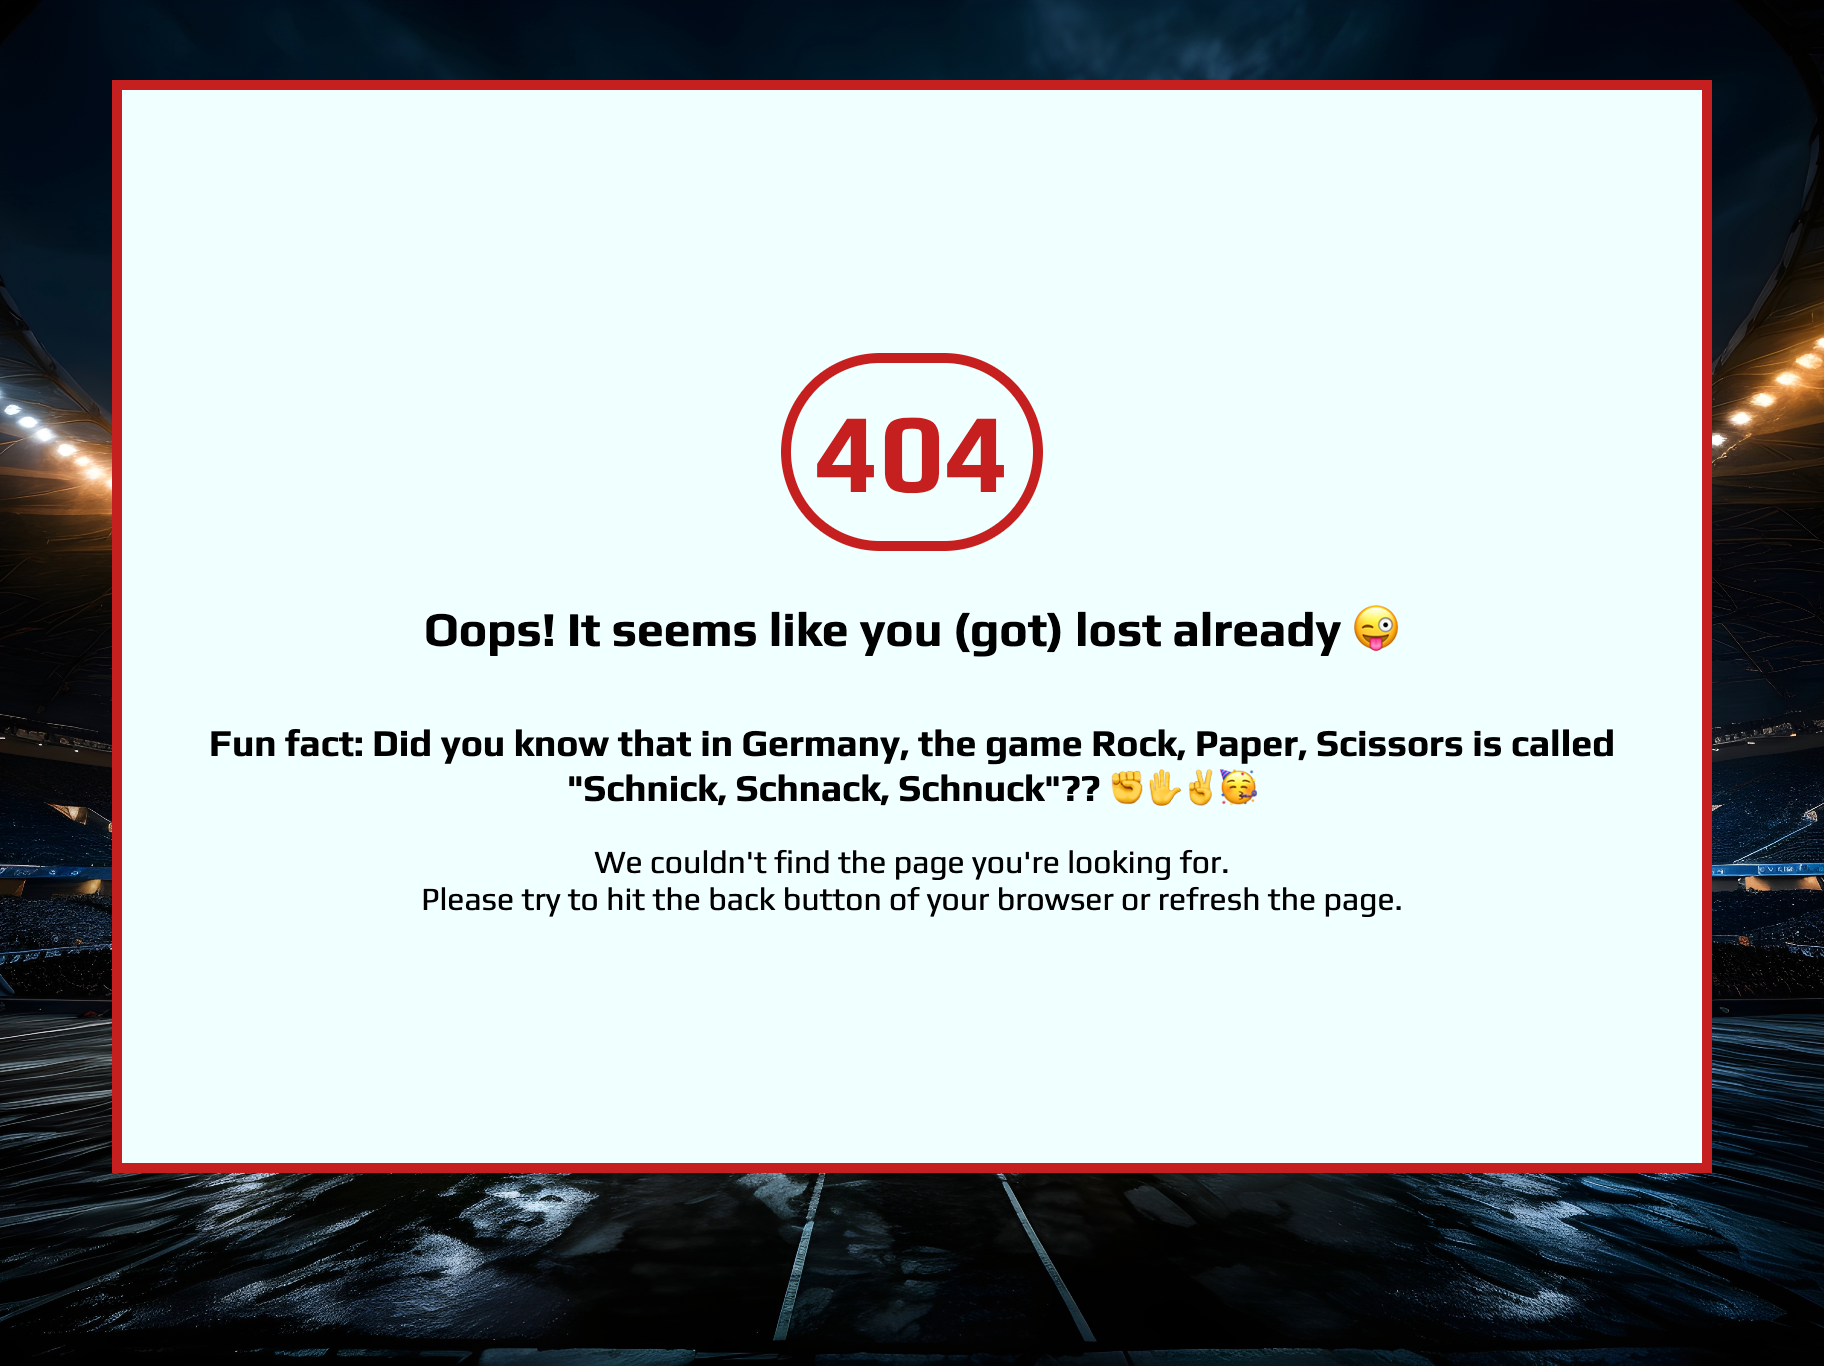 404
Oops! It seems like you (got) lost already 😜
Fun fact: Did you know that in Germany, the game Rock, Paper, Scissors is called
"Schnick, Schnack, Schnuck"?? ✊✋✌️🥳
We couldn't find the page you're looking for.
Please try to hit the back button of your browser or refresh the page.